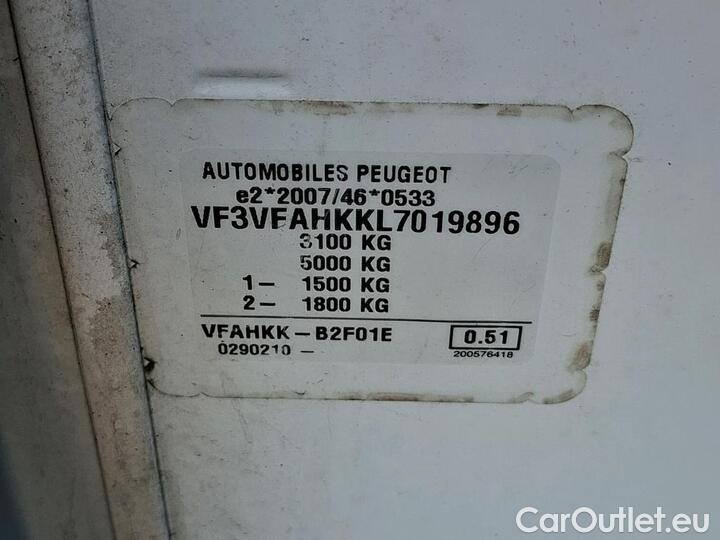 AUTOMOBILES PEUGEOT
e2*2007/46*0533
VF3VFAHKKL7019896
3100 KG
5000 KG
1- 1500 KG
2- 1800 KG
VFAHKK-B2F01E 0.51
0290210 - 200576418
CarOutlet.eu